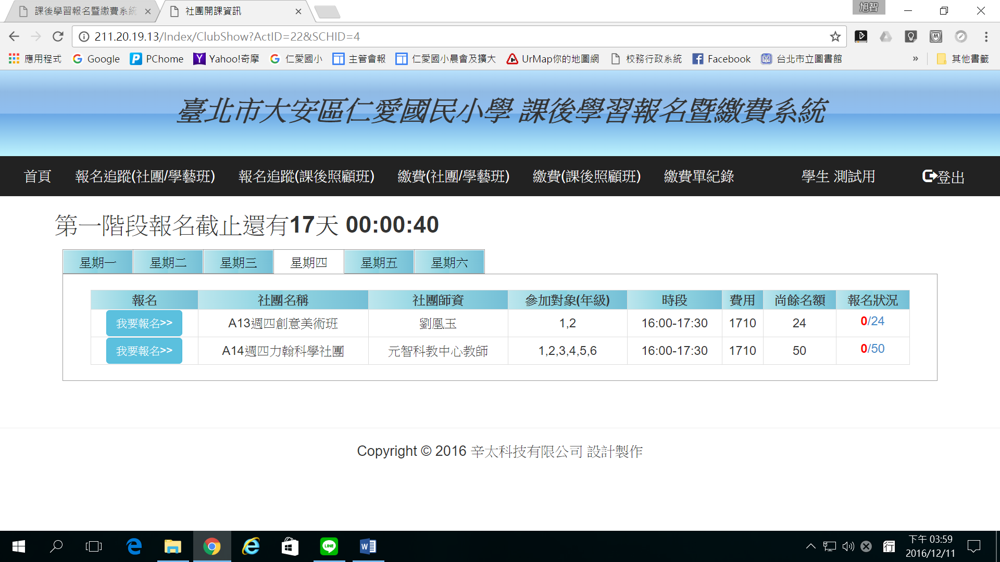 課後學習報名暨繳費系統
社團開課資訊
旭智
211.20.19.13/Index/ClubShow?ActID=22&SCHID=4
應用程式 Google PChome Yahoo!奇摩 仁愛國小 主管會報 仁愛國小晨會及擴大 UrMap你的地圖網 校務行政系統 Facebook 台北市立圖書館 » 其他書籤
臺北市大安區仁愛國民小學 課後學習報名暨繳費系統
首頁 報名追蹤(社團/學藝班) 報名追蹤(課後照顧班) 繳費(社團/學藝班) 繳費(課後照顧班) 繳費單紀錄 學生 測試用 登出
第一階段報名截止還有17天 00:00:40
星期一 星期二 星期三 星期四 星期五 星期六
報名 社團名稱 社團師資 參加對象(年級) 時段 費用 尚餘名額 報名狀況
我要報名>> A13週四創意美術班 劉凰玉 1,2 16:00-17:30 1710 24 0/24
我要報名>> A14週四力翰科學社團 元智科教中心教師 1,2,3,4,5,6 16:00-17:30 1710 50 0/50
Copyright © 2016 辛太科技有限公司 設計製作
LINE
行
下午 03:59
2016/12/11